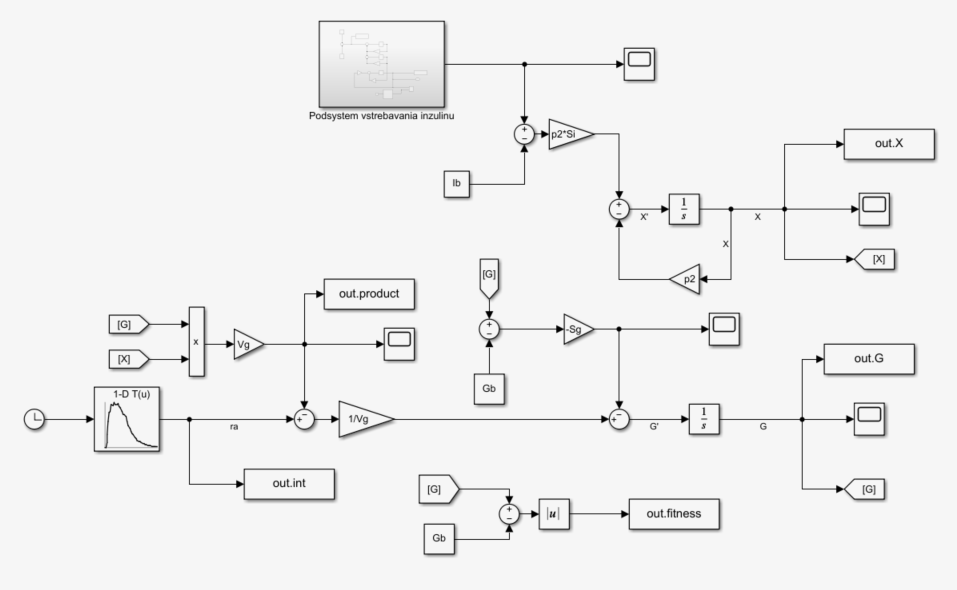 Podsystem vstrebavania inzulinu
p2*Si
Ib
out.X
X'
1
s
X
X
[X]
p2
[G]
out.product
[G]
x
Vg
[X]
-Sg
Gb
out.G
1-D T(u)
ra
1/Vg
G'
1
s
G
out.int
[G]
[G]
|u|
out.fitness
Gb